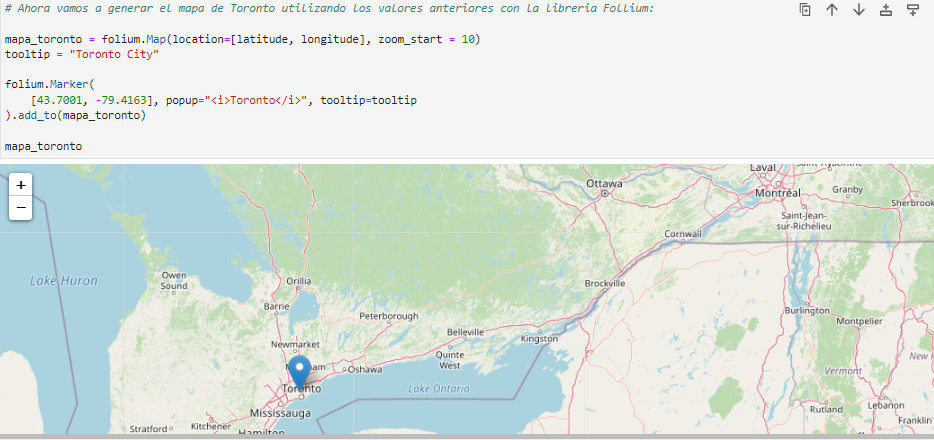 # Ahora vamos a generar el mapa de Toronto utilizando los valores anteriores con la libreria Follium:
mapa_toronto = folium.Map(location=[latitude, longitude], zoom_start = 10)
tooltip = "Toronto City"
folium.Marker(
[43.7001, -79.4163], popup="<i>Toronto</i>", tooltip=tooltip
).add_to(mapa_toronto)
mapa_toronto
+
−
Laval
Ottawa
Montréal
Granby
Sherbrook
Saint-Jean-
sur-Richelieu
Cornwall
Lake Huron
Owen
Sound
Orillia
Brockville
Barrie
Peterborough
Burlington
Montpelier
Belleville
Kingston
Newmarket
Quinte
West
New H
Oshawa
Vermont
Toronto
Lake Ontario
Mississauga
Rutland
Lebanon
Franklin
Stratford
Kitchener
Hamilton